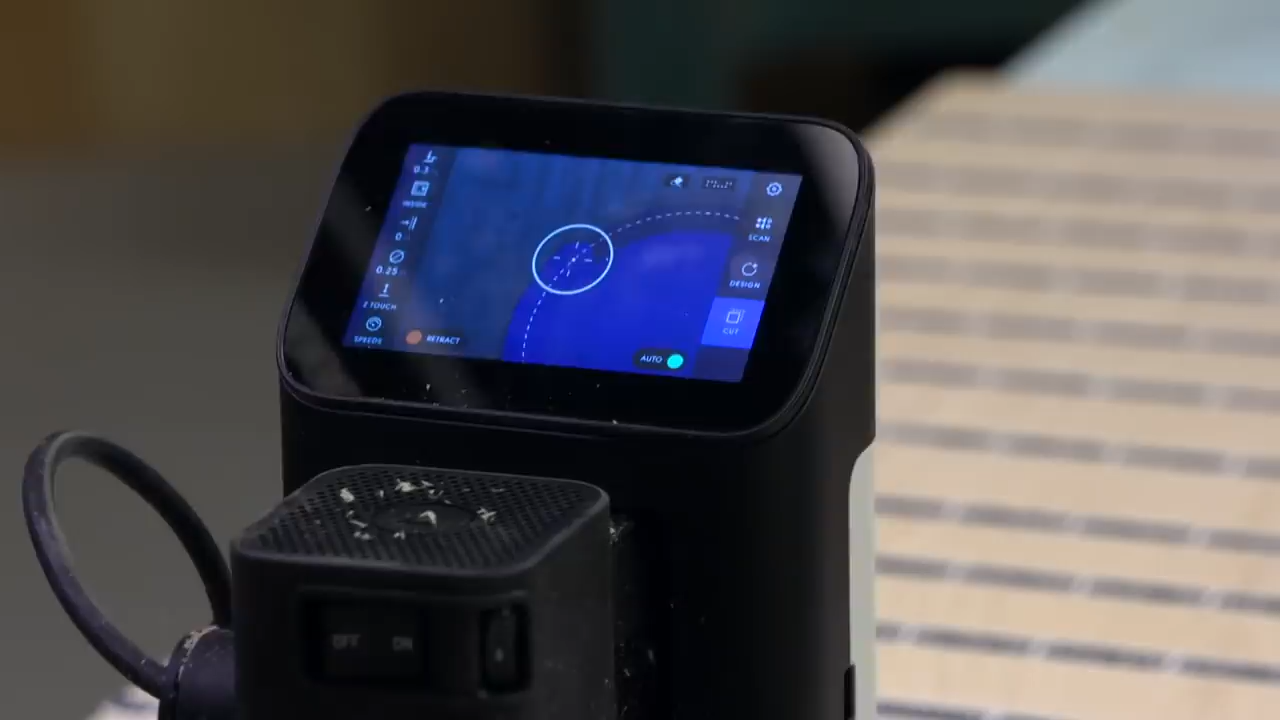 0.3
INSIDE
0
0.25
Z TOUCH
SPEEDS
RETRACT
AUTO
SCAN
DESIGN
CUT
OFF ON